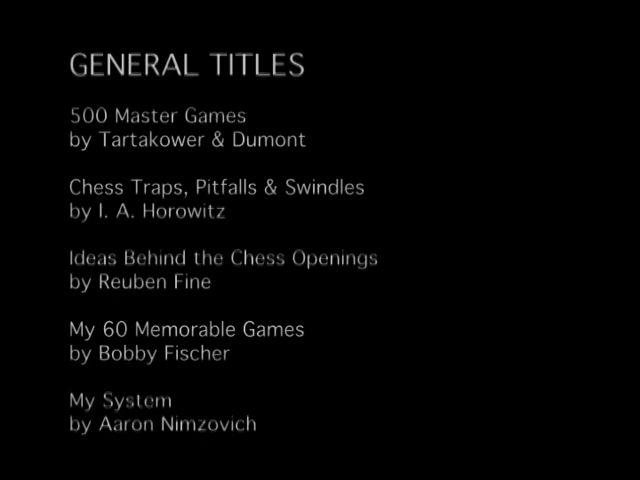 GENERAL TITLES
500 Master Games
by Tartakower & Dumont
Chess Traps, Pitfalls & Swindles
by I. A. Horowitz
Ideas Behind the Chess Openings
by Reuben Fine
My 60 Memorable Games
by Bobby Fischer
My System
by Aaron Nimzovich